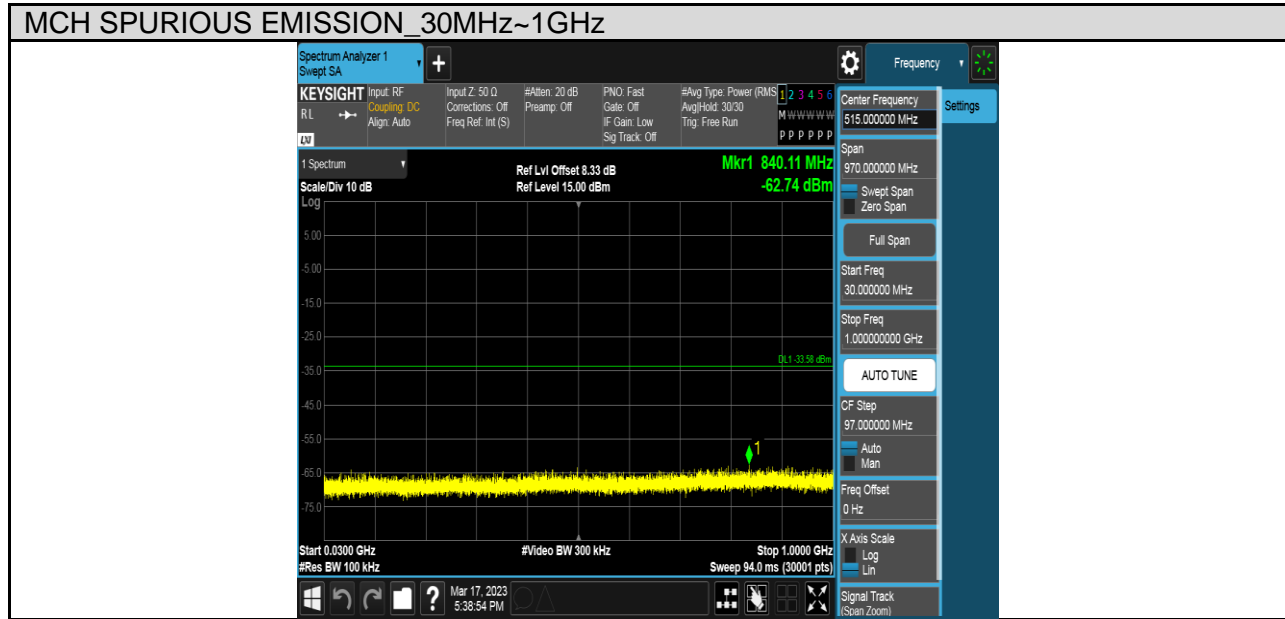 MCH SPURIOUS EMISSION_30MHz~1GHz
Spectrum Analyzer 1
Swept SA
+
Frequency
KEYSIGHT
RL
LXI
Input: RF
Coupling: DC
Align: Auto
Input Z: 50 Ω
Corrections: Off
Freq Ref: Int (S)
#Atten: 20 dB
Preamp: Off
PNO: Fast
Gate: Off
IF Gain: Low
Sig Track: Off
#Avg Type: Power (RMS
Avg|Hold: 30/30
Trig: Free Run
1 2 3 4 5 6
M W W W W W
P P P P P P
1 Spectrum
Scale/Div 10 dB
Log
Ref Lvl Offset 8.33 dB
Ref Level 15.00 dBm
Mkr1 840.11 MHz
-62.74 dBm
5.00
-5.00
-15.0
-25.0
-35.0
-45.0
-55.0
-65.0
-75.0
DL1 -33.58 dBm
1
Start 0.0300 GHz
#Res BW 100 kHz
#Video BW 300 kHz
Stop 1.0000 GHz
Sweep 94.0 ms (30001 pts)
Mar 17, 2023
5:38:54 PM
?
Center Frequency
515.000000 MHz
Settings
Span
970.000000 MHz
Swept Span
Zero Span
Full Span
Start Freq
30.000000 MHz
Stop Freq
1.000000000 GHz
AUTO TUNE
CF Step
97.000000 MHz
Auto
Man
Freq Offset
0 Hz
X Axis Scale
Log
Lin
Signal Track
(Span Zoom)